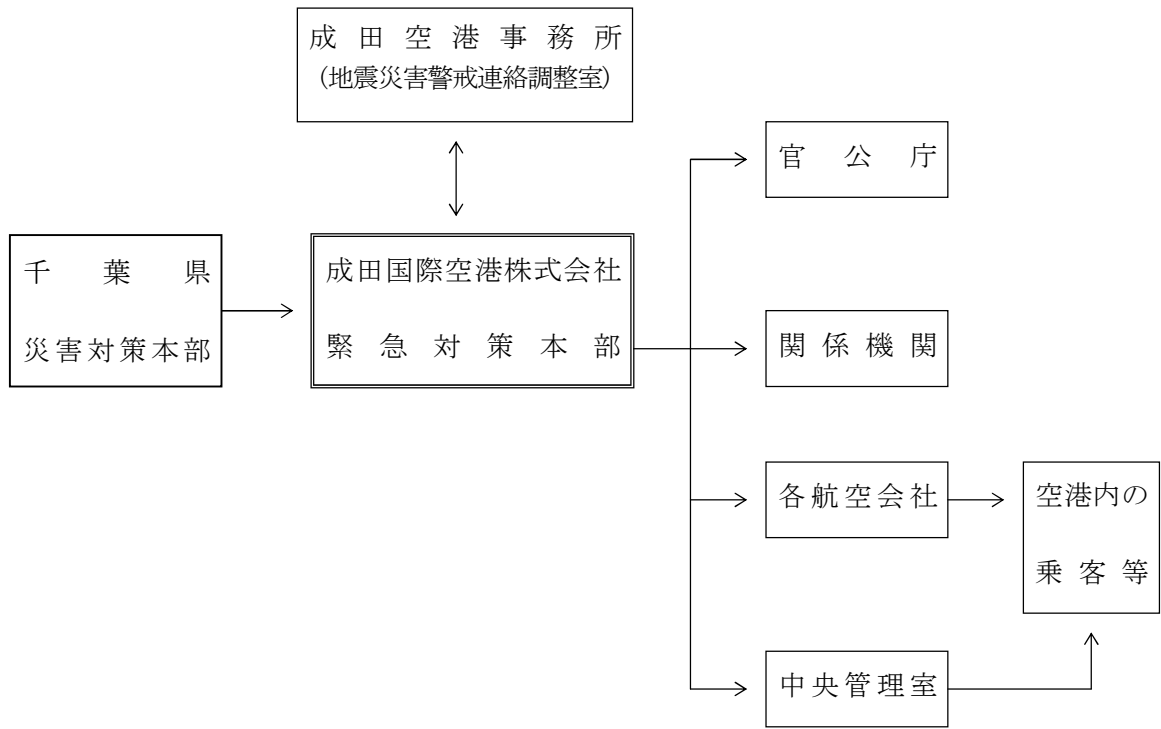 成田空港事務所
(地震災害警戒連絡調整室)
官公庁
千葉県
災害対策本部
成田国際空港株式会社
緊急対策本部
関係機関
各航空会社
空港内の
乗客等
中央管理室